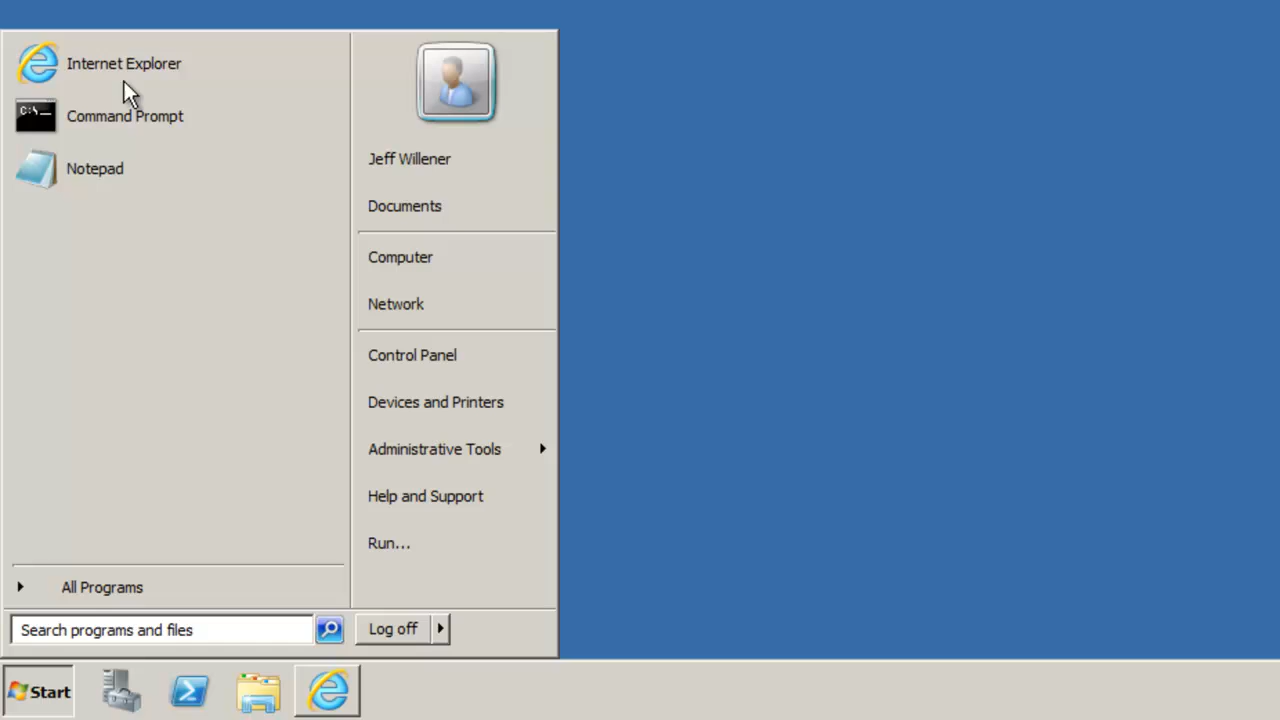 Internet Explorer
C:\
Command Prompt
Notepad
All Programs
Search programs and files
Jeff Willener
Documents
Computer
Network
Control Panel
Devices and Printers
Administrative Tools
Help and Support
Run...
Log off
Start